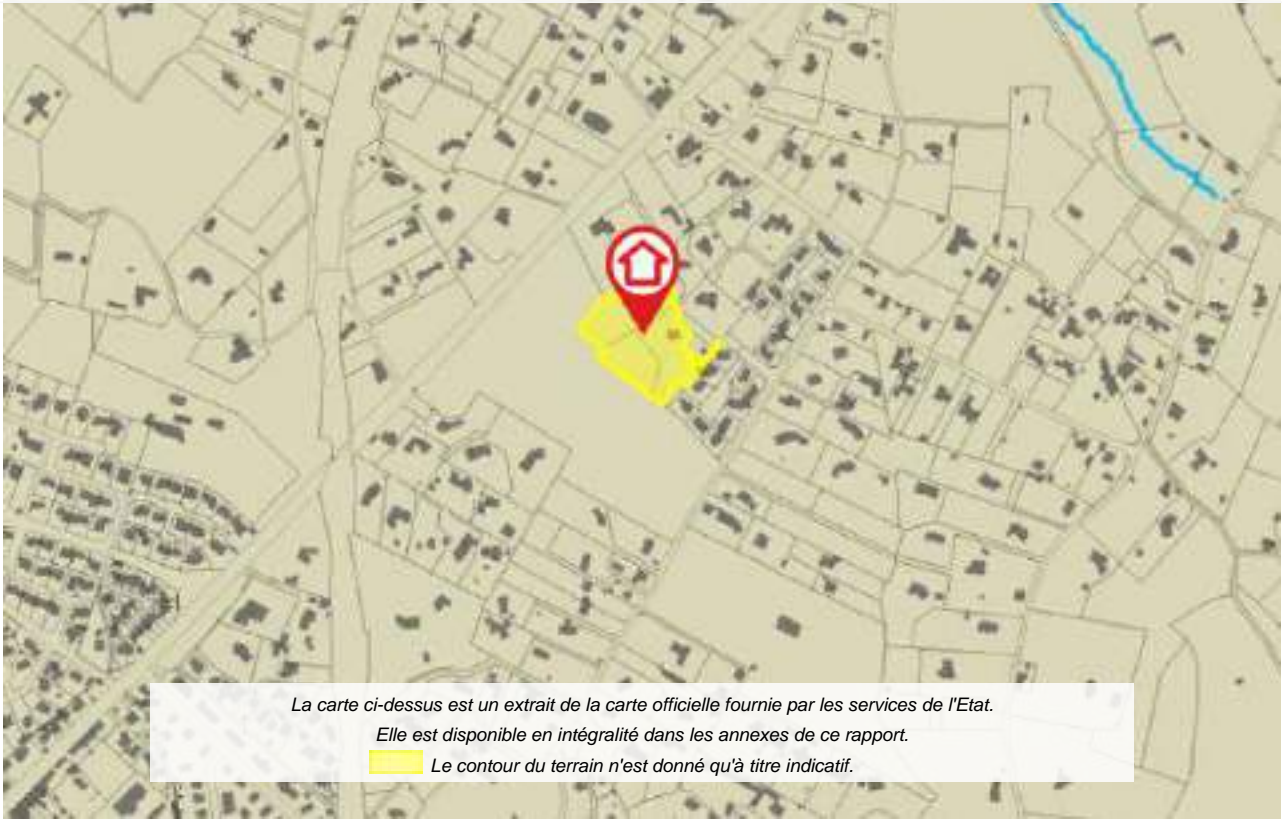 La carte ci-dessus est un extrait de la carte officielle fournie par les services de l'Etat.
Elle est disponible en intégralité dans les annexes de ce rapport.
Le contour du terrain n'est donné qu'à titre indicatif.